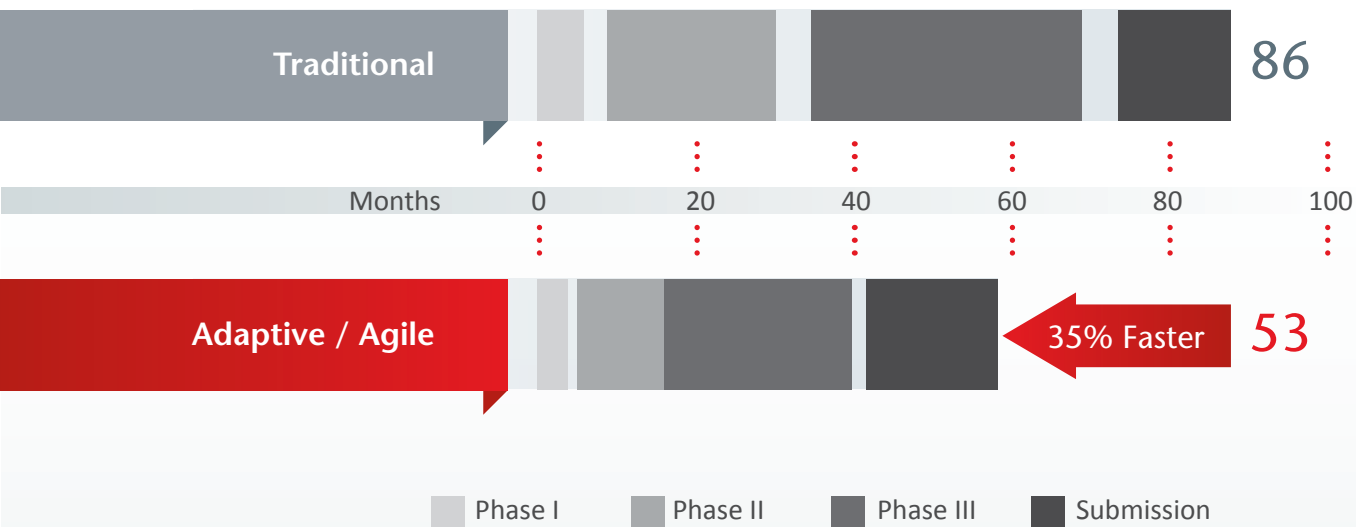 Traditional
86
Months 0 20 40 60 80 100
Adaptive / Agile
35% Faster
53
Phase I Phase II Phase III Submission